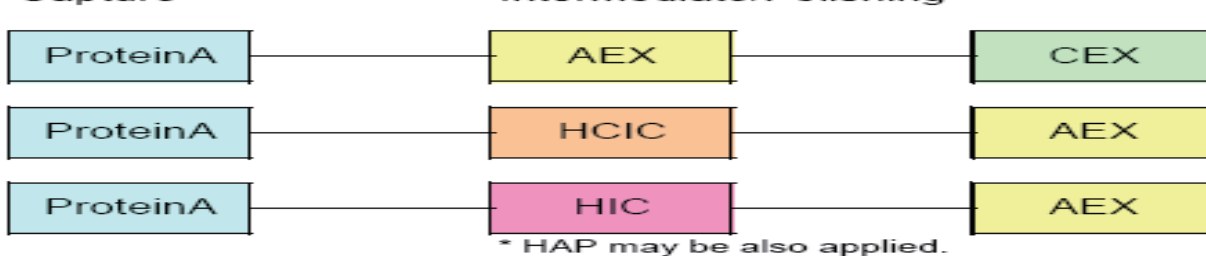 ProteinA AEX CEX
ProteinA HCIC AEX
ProteinA HIC AEX
* HAP may be also applied.